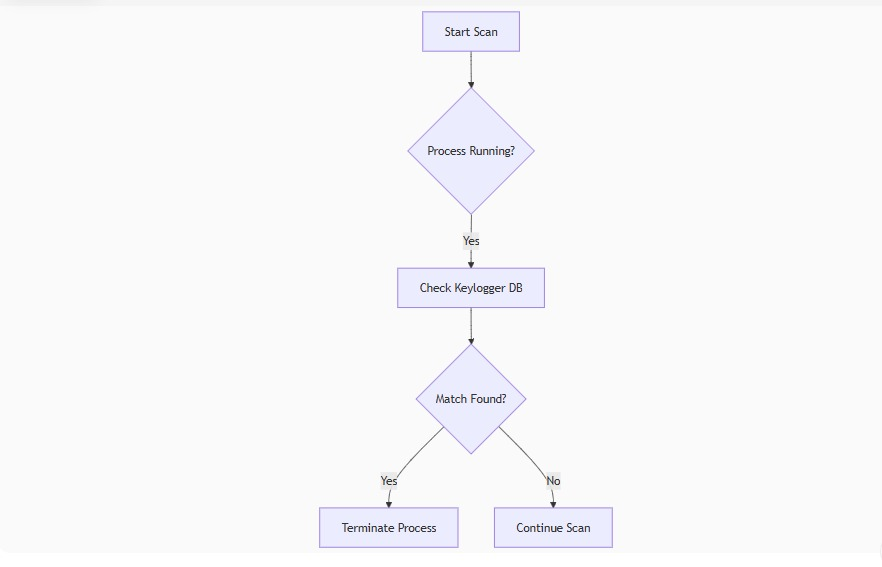 Start Scan
Process Running?
Yes
Check Keylogger DB
Match Found?
Yes
No
Terminate Process
Continue Scan